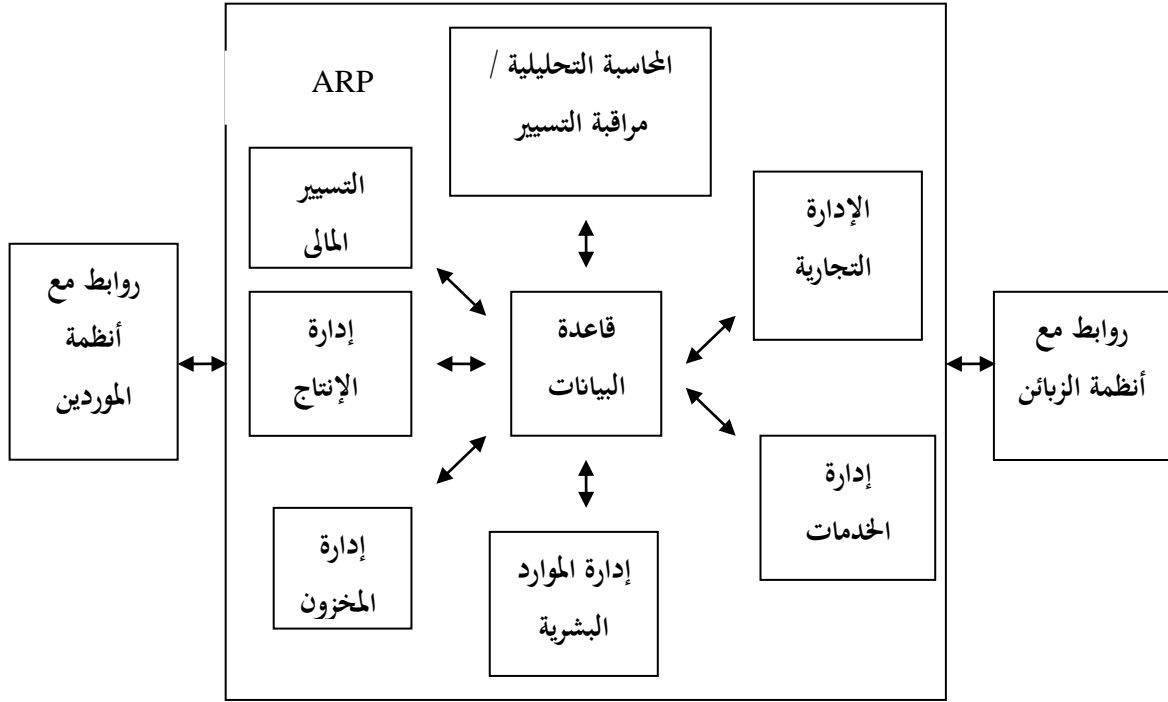 ARP
المحاسبة التحليلية /
مراقبة التسيير
التسيير
المالى
الإدارة
التجارية
روابط مع
أنظمة
الموردين
إدارة
الإنتاج
قاعدة
البيانات
روابط مع
أنظمة الزبائن
إدارة
المخزون
إدارة الموارد
البشرية
إدارة
الخدمات